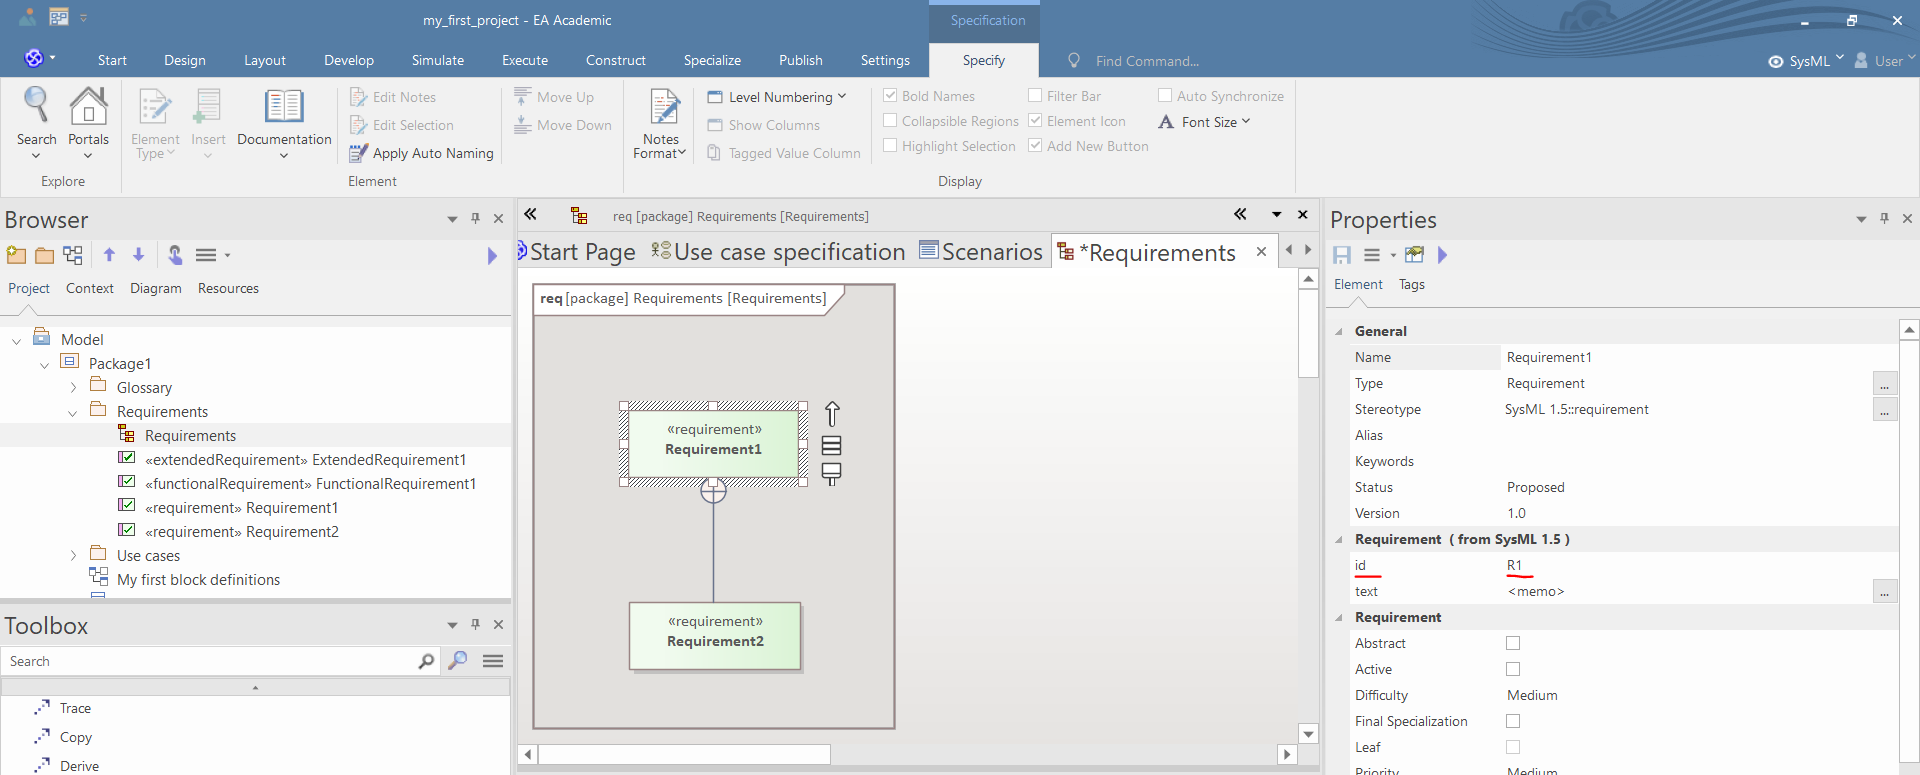 my_first_project - EA Academic
Specification
Start Design Layout Develop Simulate Execute Construct Specialize Publish Settings Specify Find Command... SysML User
Search Portals
Explore
Element Type Insert Documentation
Edit Notes
Edit Selection
Apply Auto Naming
Move Up
Move Down
Element
Notes Format
Level Numbering
Show Columns
Tagged Value Column
Bold Names
Collapsible Regions
Highlight Selection
Filter Bar
Element Icon
Add New Button
Auto Synchronize
Font Size
Display
Browser
Project Context Diagram Resources
Model
Package1
Glossary
Requirements
Requirements
«extendedRequirement» ExtendedRequirement1
«functionalRequirement» FunctionalRequirement1
«requirement» Requirement1
«requirement» Requirement2
Use cases
My first block definitions
Toolbox
Search
Trace
Copy
Derive
req [package] Requirements [Requirements]
Start Page Use case specification Scenarios *Requirements
req [package] Requirements [Requirements]
«requirement»
Requirement1
«requirement»
Requirement2
Properties
Element Tags
General
Name Requirement1
Type Requirement ...
Stereotype SysML 1.5::requirement ...
Alias
Keywords
Status Proposed
Version 1.0
Requirement ( from SysML 1.5 )
id R1
text <memo> ...
Requirement
Abstract
Active
Difficulty Medium
Final Specialization
Leaf
Priority Medium